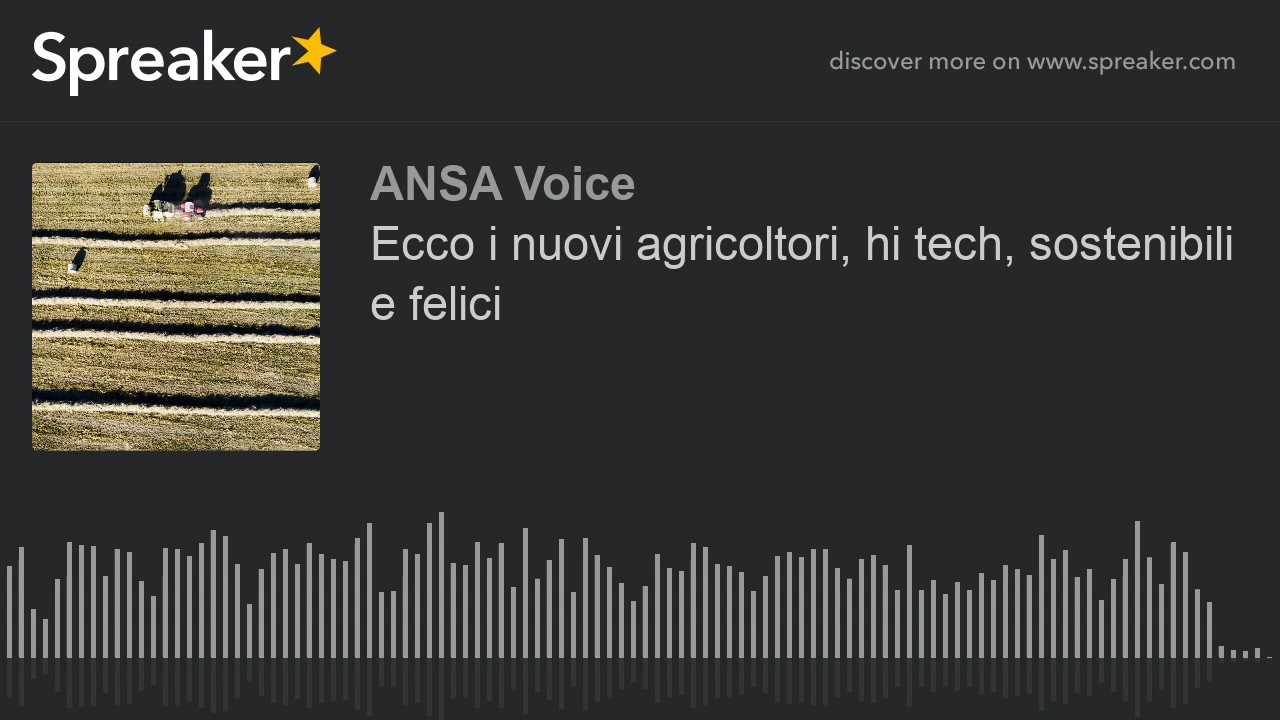 Spreaker
discover more on www.spreaker.com
ANSA Voice
Ecco i nuovi agricoltori, hi tech, sostenibili
e felici